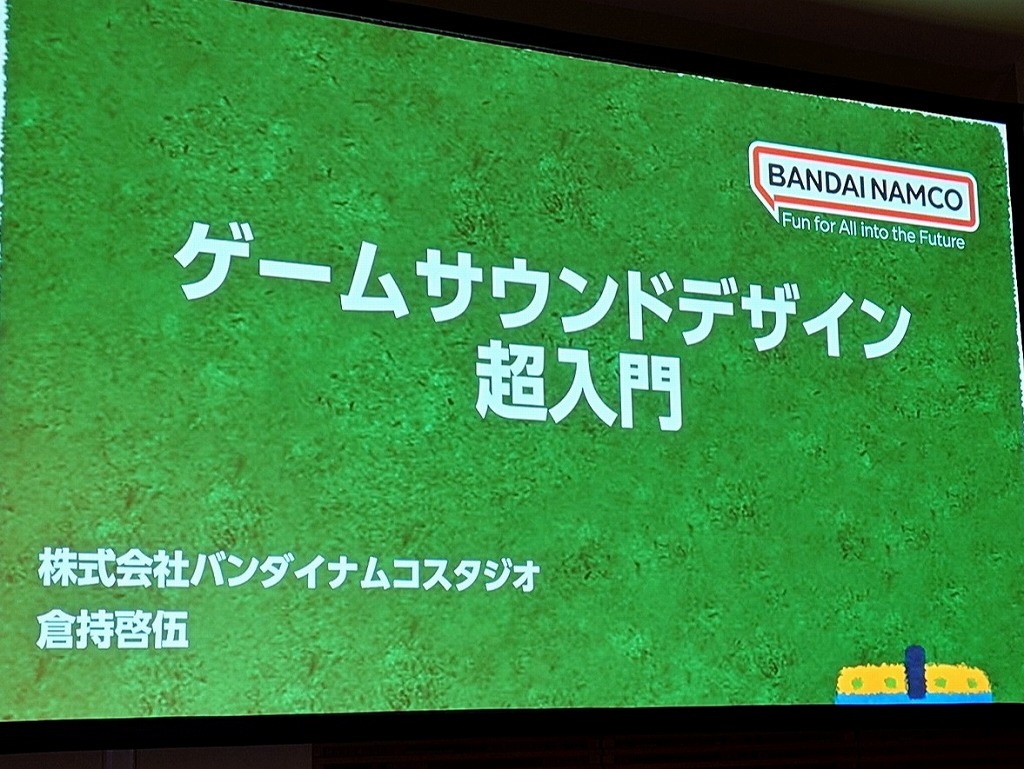 BANDAI NAMCO
Fun for All into the Future
ゲームサウンドデザイン
超入門
株式会社バンダイナムコスタジオ
倉持啓伍